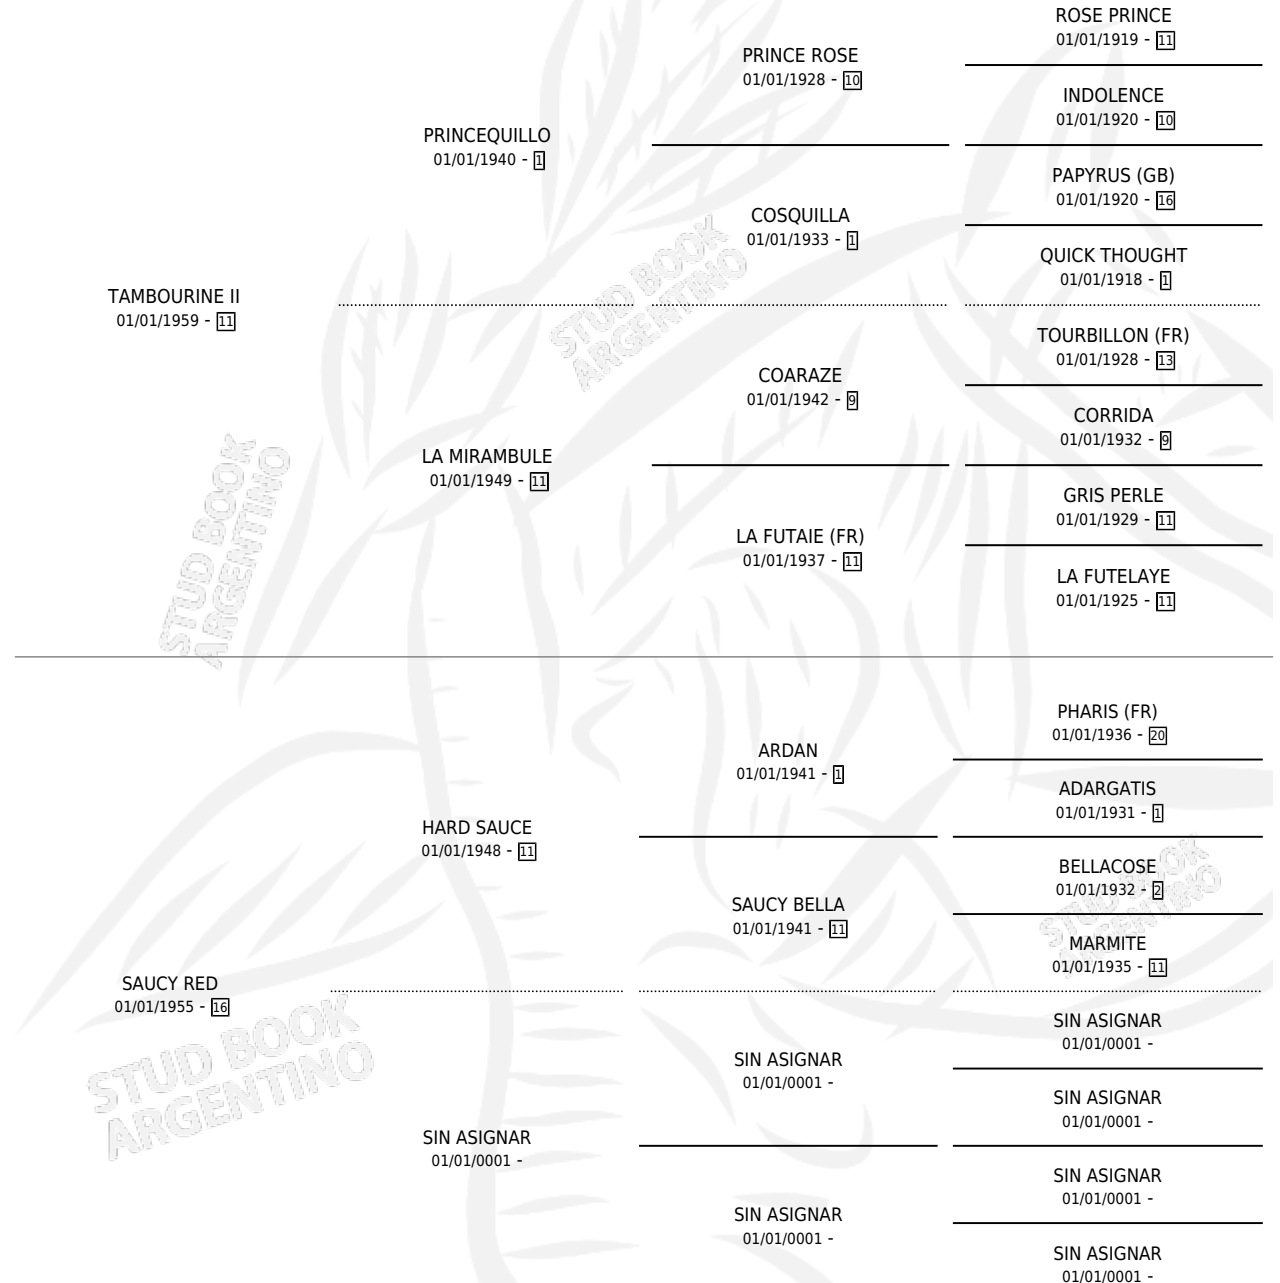 TAMBOURINE II
01/01/1959 - 11
PRINCEQUILLO
01/01/1940 - 1
LA MIRAMBULE
01/01/1949 - 11
PRINCE ROSE
01/01/1928 - 10
COSQUILLA
01/01/1933 - 1
COARAZE
01/01/1942 - 9
LA FUTAIE (FR)
01/01/1937 - 11
ROSE PRINCE
01/01/1919 - 11
INDOLENCE
01/01/1920 - 10
PAPYRUS (GB)
01/01/1920 - 16
QUICK THOUGHT
01/01/1918 - 1
TOURBILLON (FR)
01/01/1928 - 13
CORRIDA
01/01/1932 - 9
GRIS PERLE
01/01/1929 - 11
LA FUTELAYE
01/01/1925 - 11
STUD BOOK
ARGENTINO
STUD BOOK
ARGENTINO
SAUCY RED
01/01/1955 - 16
HARD SAUCE
01/01/1948 - 11
SIN ASIGNAR
01/01/0001 -
ARDAN
01/01/1941 - 1
SAUCY BELLA
01/01/1941 - 11
SIN ASIGNAR
01/01/0001 -
SIN ASIGNAR
01/01/0001 -
PHARIS (FR)
01/01/1936 - 20
ADARGATIS
01/01/1931 - 1
BELLACOSE
01/01/1932 - 2
MARMITE
01/01/1935 - 11
SIN ASIGNAR
01/01/0001 -
SIN ASIGNAR
01/01/0001 -
SIN ASIGNAR
01/01/0001 -
SIN ASIGNAR
01/01/0001 -
STUD BOOK
ARGENTINO
STUD BOOK
ARGENTINO